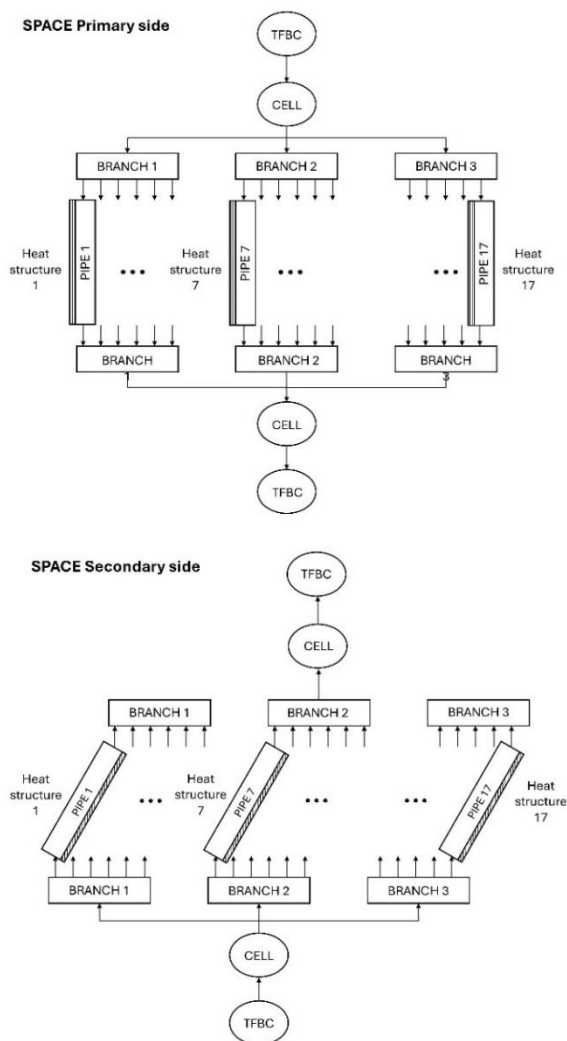 SPACE Primary side
TFBC
CELL
BRANCH 1
BRANCH 2
BRANCH 3
Heat
structure
1
PIPE 1
Heat
structure
7
PIPE 7
PIPE 17
Heat
structure
17
BRANCH
1
BRANCH 2
BRANCH
3
CELL
TFBC
SPACE Secondary side
TFBC
CELL
BRANCH 1
BRANCH 2
BRANCH 3
Heat
structure
1
PIPE 1
Heat
structure
7
PIPE 7
PIPE 17
Heat
structure
17
BRANCH 1
BRANCH 2
BRANCH 3
CELL
TFBC